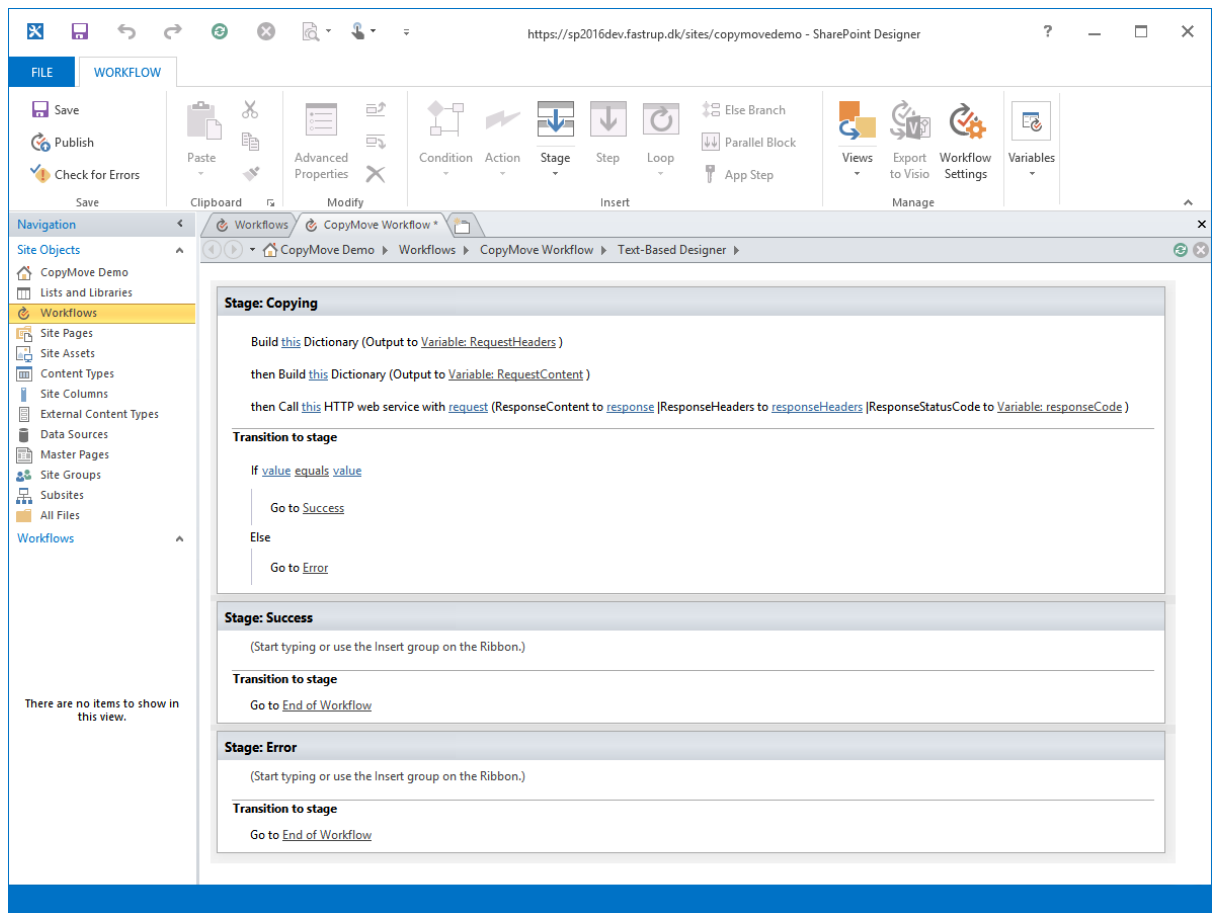 https://sp2016dev.fastrup.dk/sites/copymovedemo - SharePoint Designer
?
FILE
WORKFLOW
Save
Publish
Check for Errors
Save
Paste
Clipboard
Advanced
Properties
Modify
Condition
Action
Stage
Step
Loop
Else Branch
Parallel Block
App Step
Insert
Views
Export
to Visio
Workflow
Settings
Manage
Variables
Navigation
Site Objects
CopyMove Demo
Lists and Libraries
Workflows
Site Pages
Site Assets
Content Types
Site Columns
External Content Types
Data Sources
Master Pages
Site Groups
Subsites
All Files
Workflows
There are no items to show in
this view.
Workflows
CopyMove Workflow *
CopyMove Demo
Workflows
CopyMove Workflow
Text-Based Designer
Stage: Copying
Build this Dictionary (Output to Variable: RequestHeaders )
then Build this Dictionary (Output to Variable: RequestContent )
then Call this HTTP web service with request (ResponseContent to response |ResponseHeaders to responseHeaders |ResponseStatusCode to Variable: responseCode )
Transition to stage
If value equals value
Go to Success
Else
Go to Error
Stage: Success
(Start typing or use the Insert group on the Ribbon.)
Transition to stage
Go to End of Workflow
Stage: Error
(Start typing or use the Insert group on the Ribbon.)
Transition to stage
Go to End of Workflow